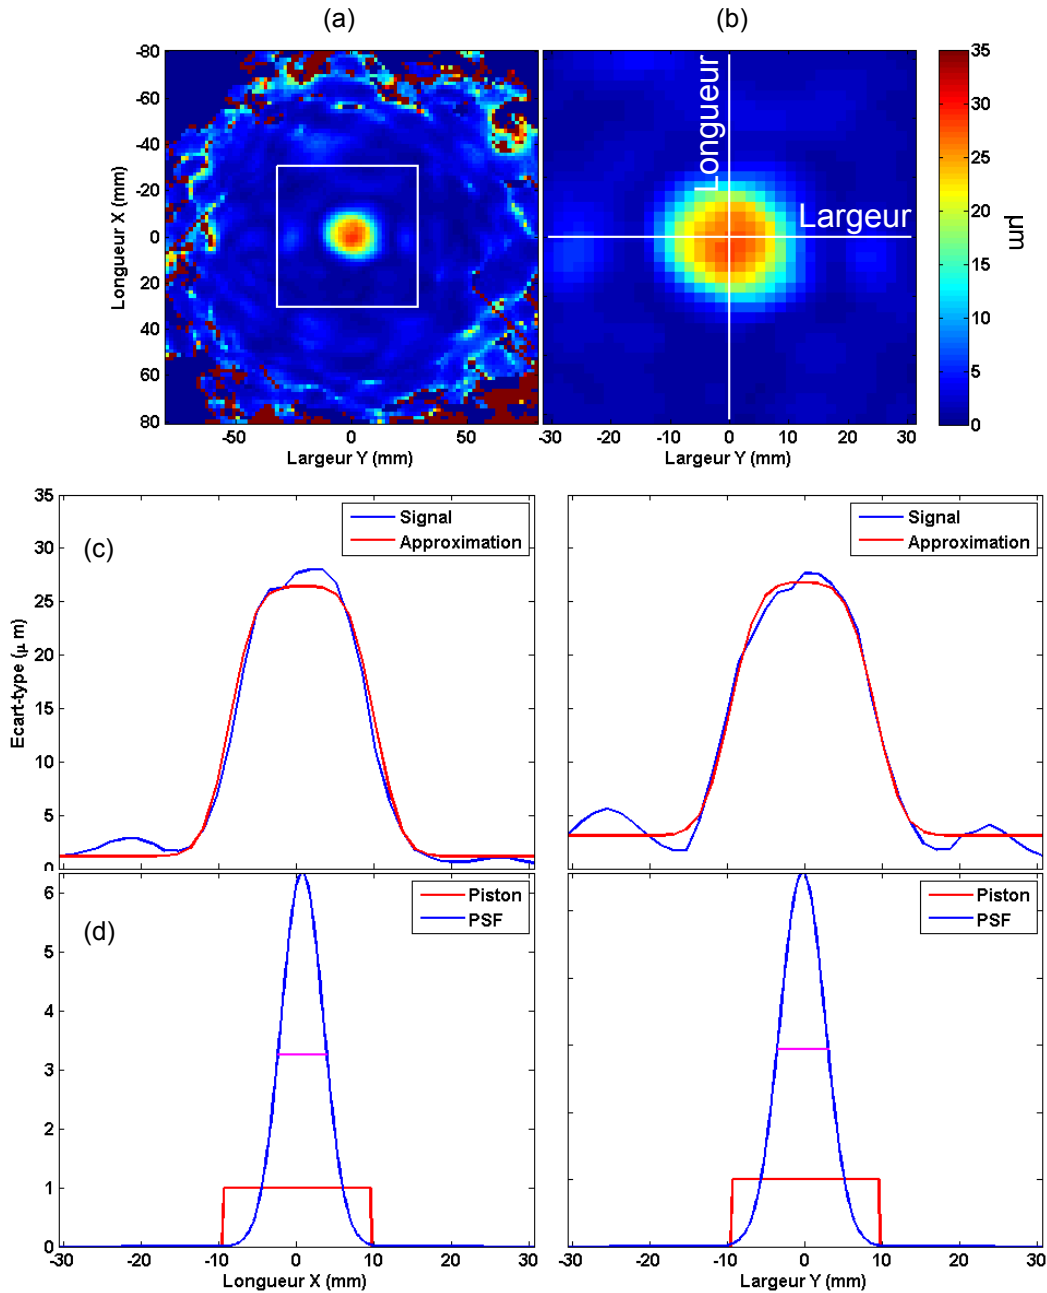 (a)
(b)
-80
-60
-40
-20
0
20
40
60
80
Longueur X (mm)
-50
0
50
Largeur Y (mm)
Longueur
Largeur
-30
-20
-10
0
10
20
30
Largeur Y (mm)
35
30
25
20
15
10
5
0
µm
(c)
35
30
25
20
15
10
5
0
Ecart-type (μ m)
Signal
Approximation
Signal
Approximation
(d)
6
5
4
3
2
1
0
Piston
PSF
Piston
PSF
-30
-20
-10
0
10
20
30
Longueur X (mm)
-30
-20
-10
0
10
20
30
Largeur Y (mm)